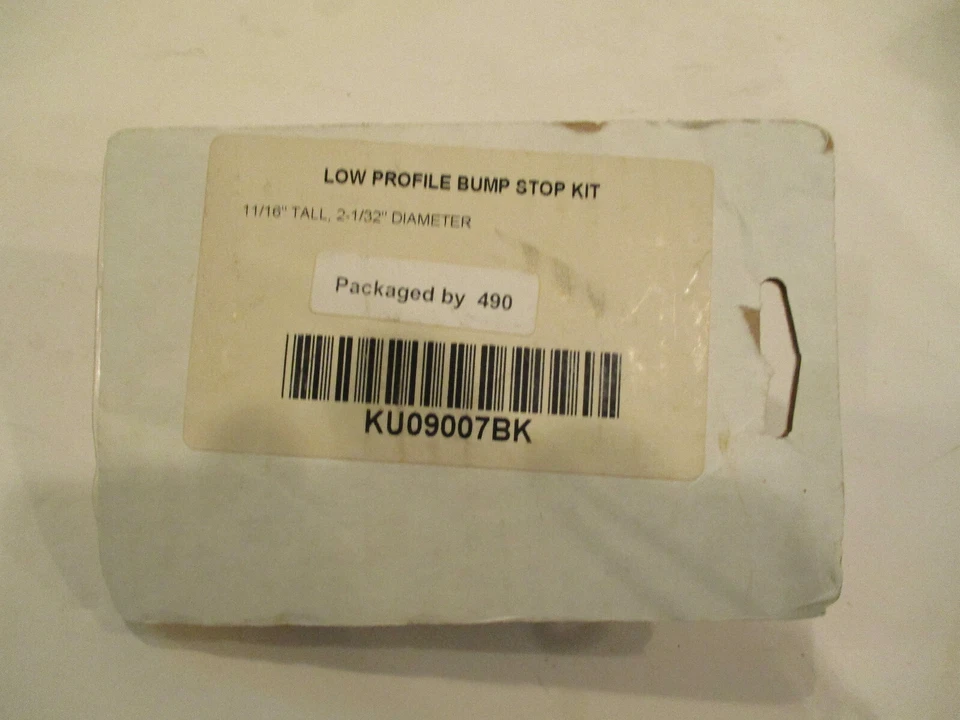 LOW PROFILE BUMP STOP KIT
11/16" TALL, 2-1/32" DIAMETER
Packaged by 490
KU09007BK